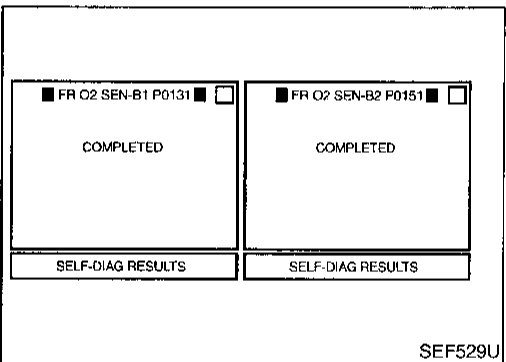 ■ FR O2 SEN-B1 P0131 ■ □
COMPLETED
SELF-DIAG RESULTS
■ FR O2 SEN-B2 P0151 ■ □
COMPLETED
SELF-DIAG RESULTS
SEF529U